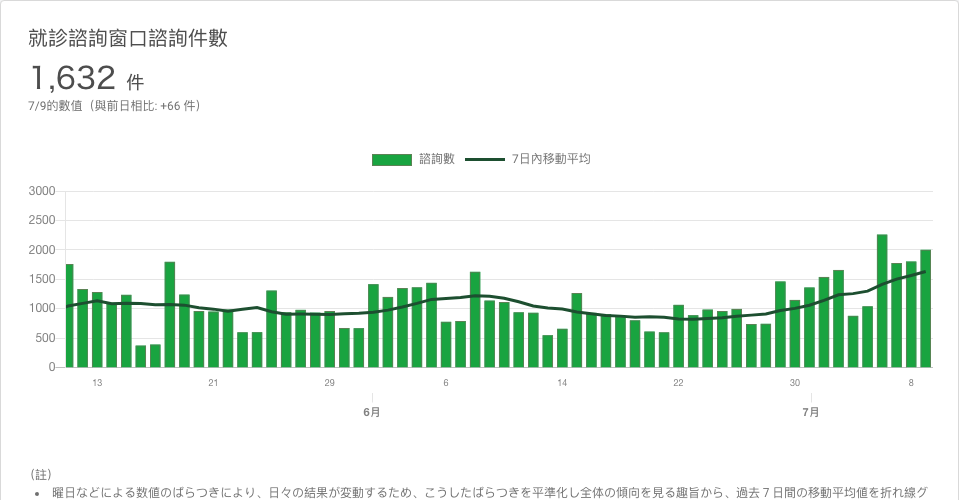 就診諮詢窗口諮詢件數
1,632 件
7/9的數值（與前日相比: +66 件）
諮詢數 7日內移動平均
3000
2500
2000
1500
1000
500
0
13 21 29 6 14 22 30 8
6月 7月
（註）
• 曜日などによる数値のばらつきにより、日々の結果が変動するため、こうしたばらつきを平準化し全体の傾向を見る趣旨から、過去７日間の移動平均値を折れ線グ